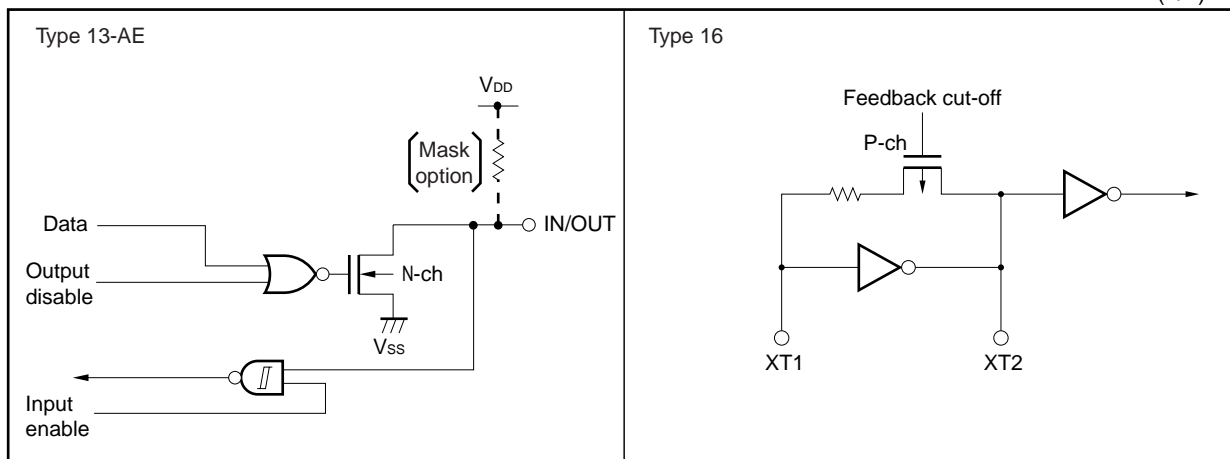 Type 13-AE
VDD
Mask
option
Data
IN/OUT
Output
disable
N-ch
VSS
Input
enable
Type 16
Feedback cut-off
P-ch
XT1
XT2